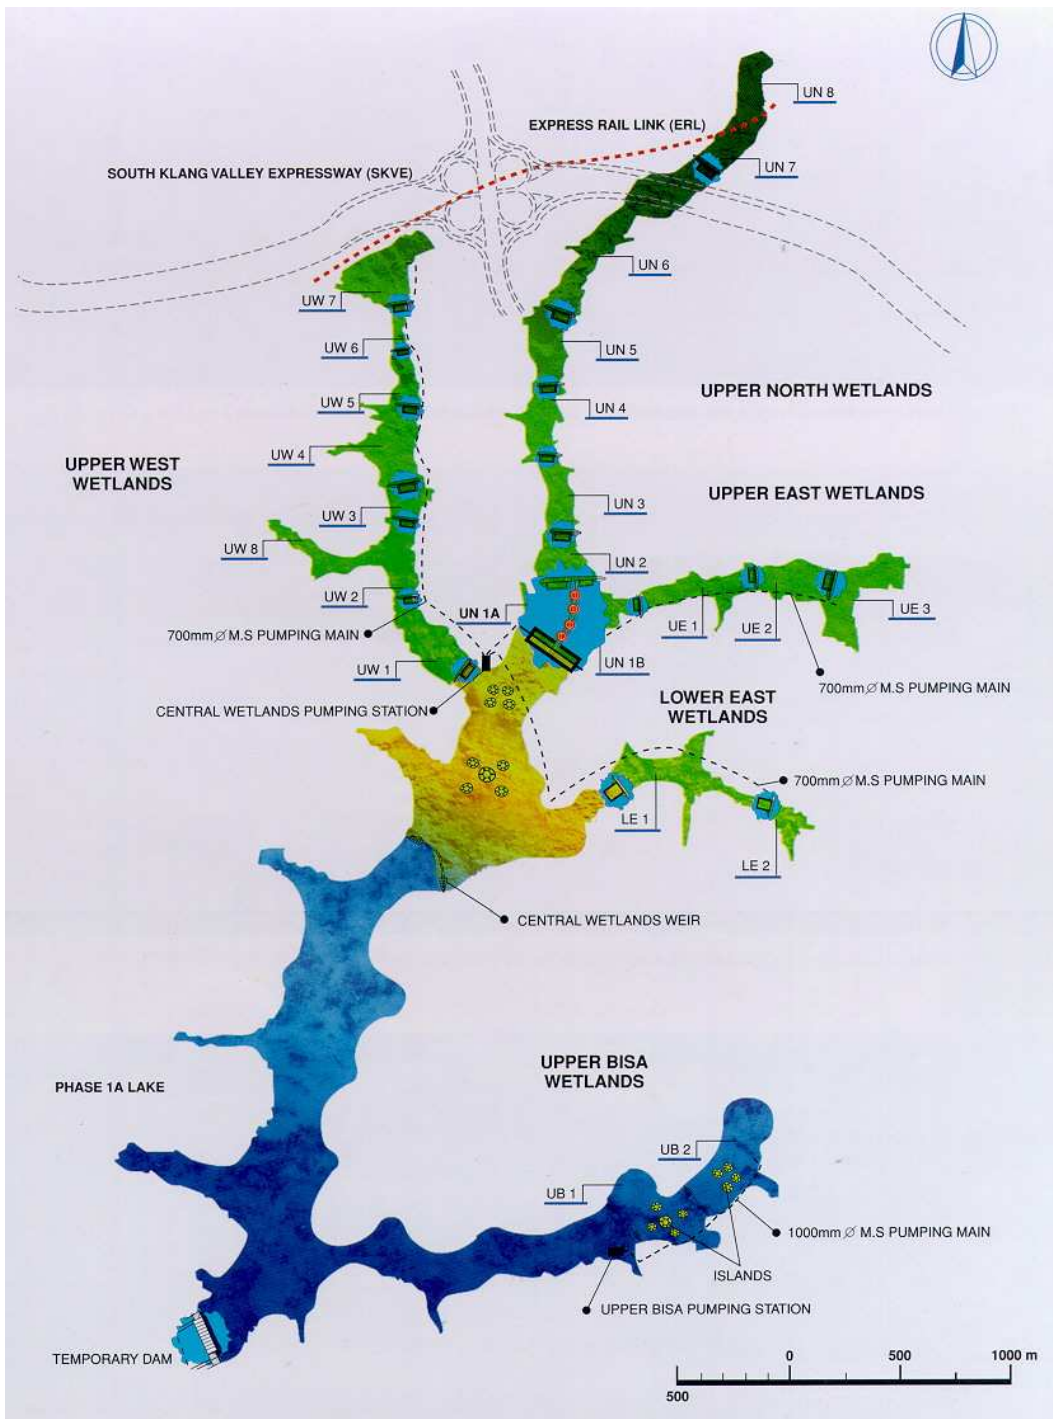 UN 8
EXPRESS RAIL LINK (ERL)
SOUTH KLANG VALLEY EXPRESSWAY (SKVE)
UN 7
UN 6
UW 7
UW 6
UN 5
UPPER NORTH WETLANDS
UW 5
UN 4
UW 4
UPPER WEST
WETLANDS
UPPER EAST WETLANDS
UW 3
UN 3
UW 8
UN 2
UW 2
UN 1A
UE 1
UE 2
UE 3
700mm Ø M.S PUMPING MAIN
UW 1
UN 1B
700mm Ø M.S PUMPING MAIN
CENTRAL WETLANDS PUMPING STATION
LOWER EAST
WETLANDS
700mm Ø M.S PUMPING MAIN
LE 1
LE 2
CENTRAL WETLANDS WEIR
UPPER BISA
WETLANDS
PHASE 1A LAKE
UB 2
UB 1
1000mm Ø M.S PUMPING MAIN
ISLANDS
UPPER BISA PUMPING STATION
TEMPORARY DAM
0 500 1000 m
500